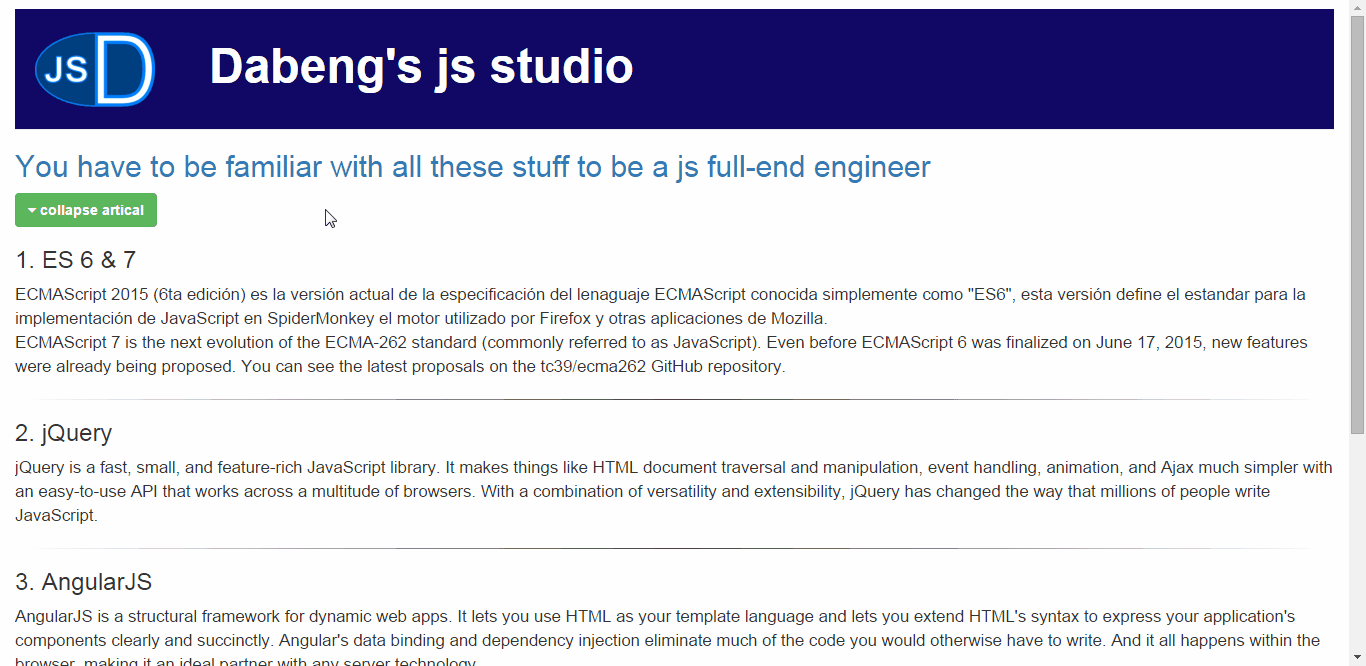 JS D
Dabeng's js studio
You have to be familiar with all these stuff to be a js full-end engineer
collapse artical
1. ES 6 & 7
ECMAScript 2015 (6ta edición) es la versión actual de la especificación del lenaguaje ECMAScript conocida simplemente como "ES6", esta versión define el estandar para la
implementación de JavaScript en SpiderMonkey el motor utilizado por Firefox y otras aplicaciones de Mozilla.
ECMAScript 7 is the next evolution of the ECMA-262 standard (commonly referred to as JavaScript). Even before ECMAScript 6 was finalized on June 17, 2015, new features
were already being proposed. You can see the latest proposals on the tc39/ecma262 GitHub repository.
2. jQuery
jQuery is a fast, small, and feature-rich JavaScript library. It makes things like HTML document traversal and manipulation, event handling, animation, and Ajax much simpler with
an easy-to-use API that works across a multitude of browsers. With a combination of versatility and extensibility, jQuery has changed the way that millions of people write
JavaScript.
3. AngularJS
AngularJS is a structural framework for dynamic web apps. It lets you use HTML as your template language and lets you extend HTML's syntax to express your application's
components clearly and succinctly. Angular's data binding and dependency injection eliminate much of the code you would otherwise have to write. And it all happens within the
browser, making it an ideal partner with any server technology.